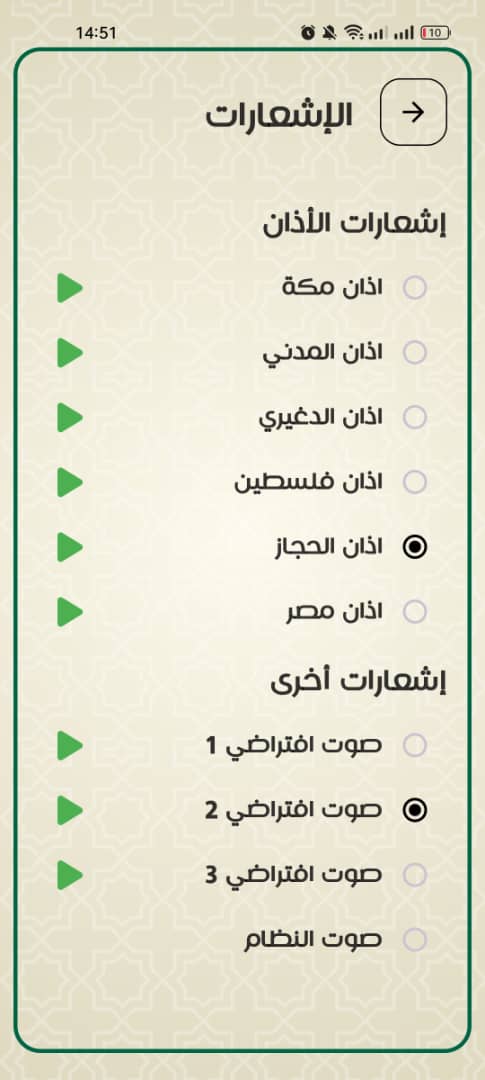 14:51
10
الإشعارات
إشعارات الأذان
اذان مكة
اذان المدني
اذان الدغيري
اذان فلسطين
اذان الحجاز
اذان مصر
إشعارات أخرى
صوت افتراضي 1
صوت افتراضي 2
صوت افتراضي 3
صوت النظام